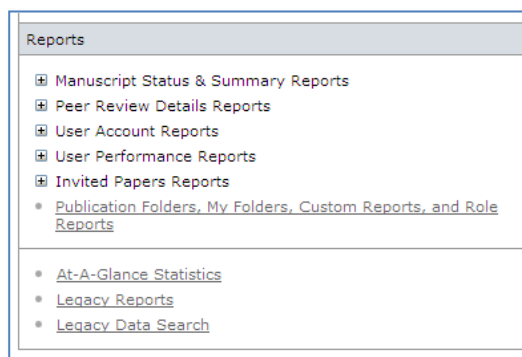 Reports
Manuscript Status & Summary Reports
Peer Review Details Reports
User Account Reports
User Performance Reports
Invited Papers Reports
Publication Folders, My Folders, Custom Reports, and Role
Reports
At-A-Glance Statistics
Legacy Reports
Legacy Data Search